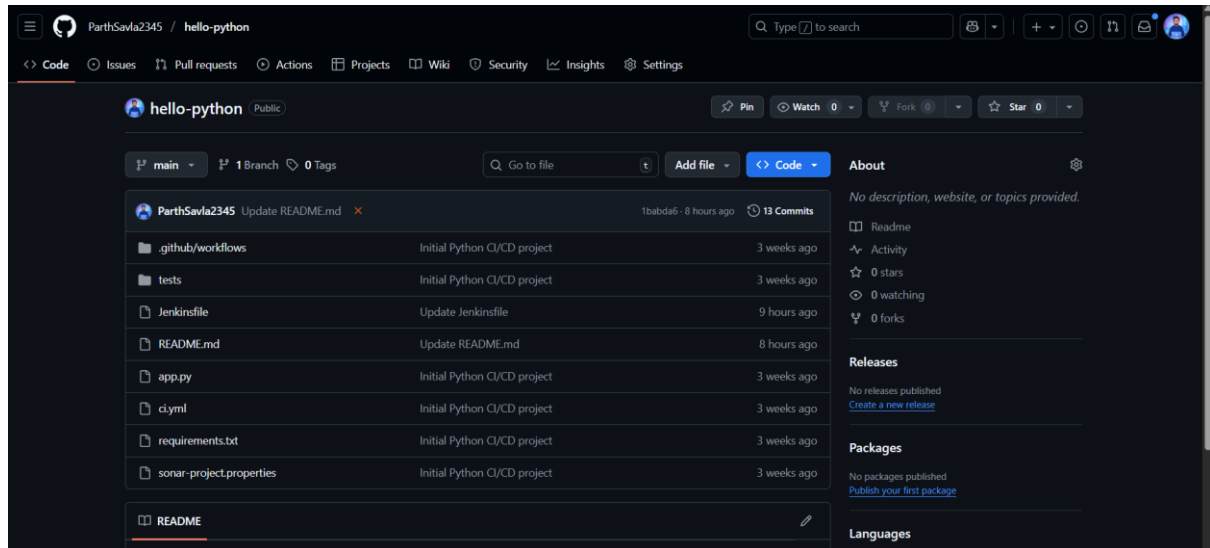 ParthSavla2345 / hello-python
Type / to search
Code Issues Pull requests Actions Projects Wiki Security Insights Settings
hello-python Public
Pin Watch 0 Fork 0 Star 0
main 1 Branch 0 Tags
Go to file t Add file Code
ParthSavla2345 Update README.md 1babda6 · 8 hours ago 13 Commits
.github/workflows Initial Python CI/CD project 3 weeks ago
tests Initial Python CI/CD project 3 weeks ago
Jenkinsfile Update Jenkinsfile 9 hours ago
README.md Update README.md 8 hours ago
app.py Initial Python CI/CD project 3 weeks ago
ci.yml Initial Python CI/CD project 3 weeks ago
requirements.txt Initial Python CI/CD project 3 weeks ago
sonar-project.properties Initial Python CI/CD project 3 weeks ago
README
About
No description, website, or topics provided.
Readme
Activity
0 stars
0 watching
0 forks
Releases
No releases published
Create a new release
Packages
No packages published
Publish your first package
Languages